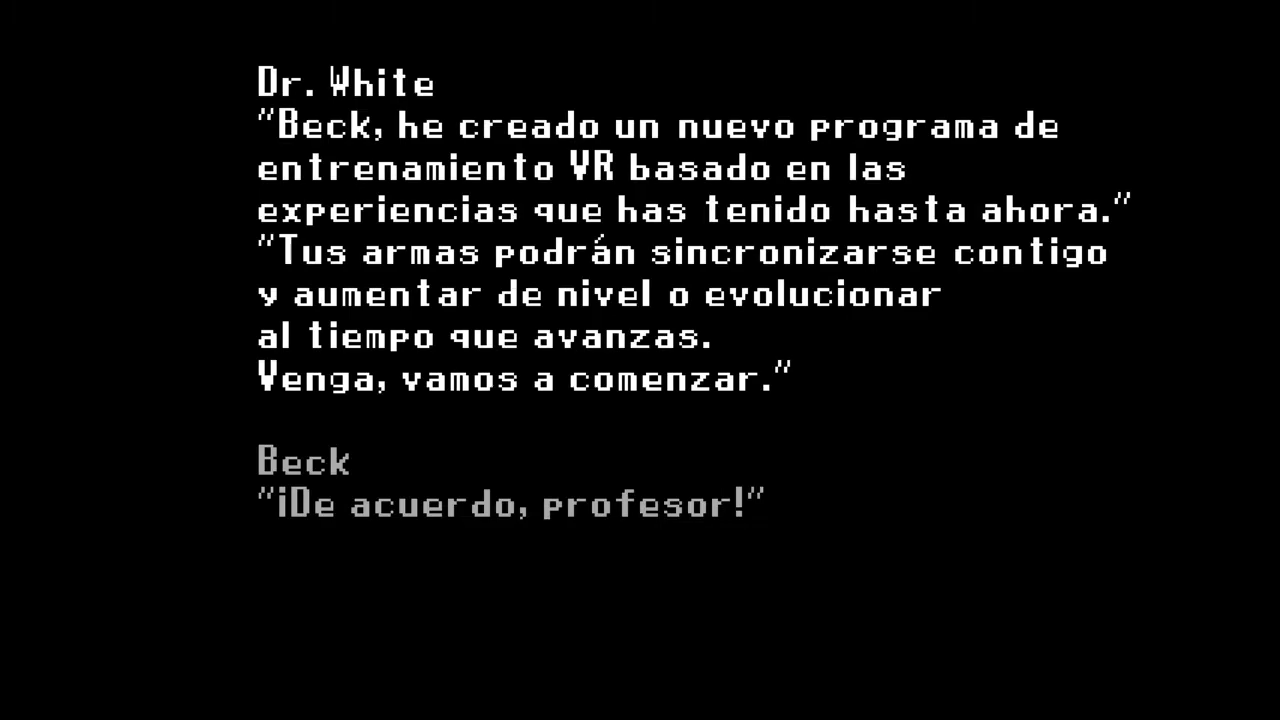 Dr. White
"Beck, he creado un nuevo programa de
entrenamiento VR basado en las
experiencias que has tenido hasta ahora."
"Tus armas podrán sincronizarse contigo
y aumentar de nivel o evolucionar
al tiempo que avanzas.
Venga, vamos a comenzar."
Beck
"¡De acuerdo, profesor!"